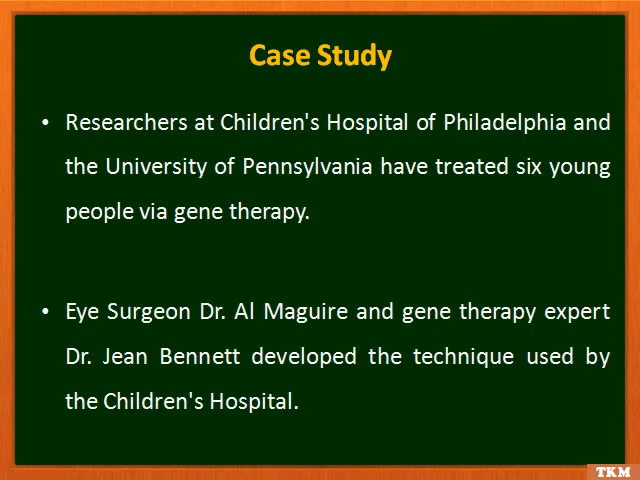 Case Study
• Researchers at Children's Hospital of Philadelphia and
the University of Pennsylvania have treated six young
people via gene therapy.
• Eye Surgeon Dr. Al Maguire and gene therapy expert
Dr. Jean Bennett developed the technique used by
the Children's Hospital.
TKM